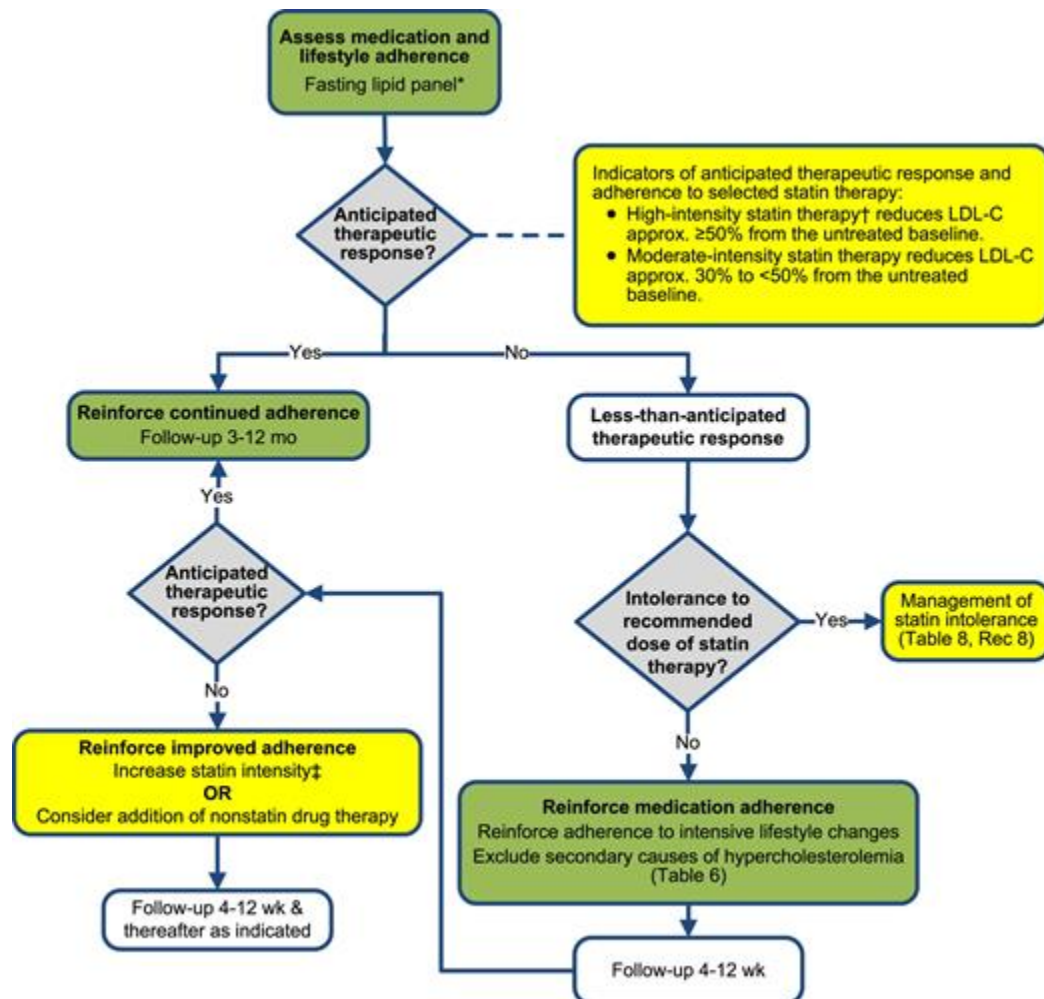 Assess medication and
lifestyle adherence
Fasting lipid panel*
Anticipated
therapeutic
response?
Indicators of anticipated therapeutic response and
adherence to selected statin therapy:
• High-intensity statin therapy† reduces LDL-C
approx. ≥50% from the untreated baseline.
• Moderate-intensity statin therapy reduces LDL-C
approx. 30% to <50% from the untreated
baseline.
Yes
No
Reinforce continued adherence
Follow-up 3-12 mo
Less-than-anticipated
therapeutic response
Yes
Anticipated
therapeutic
response?
Intolerance to
recommended
dose of statin
therapy?
Yes
Management of
statin intolerance
(Table 8, Rec 8)
No
Reinforce improved adherence
Increase statin intensity‡
OR
Consider addition of nonstatin drug therapy
No
Reinforce medication adherence
Reinforce adherence to intensive lifestyle changes
Exclude secondary causes of hypercholesterolemia
(Table 6)
Follow-up 4-12 wk &
thereafter as indicated
Follow-up 4-12 wk